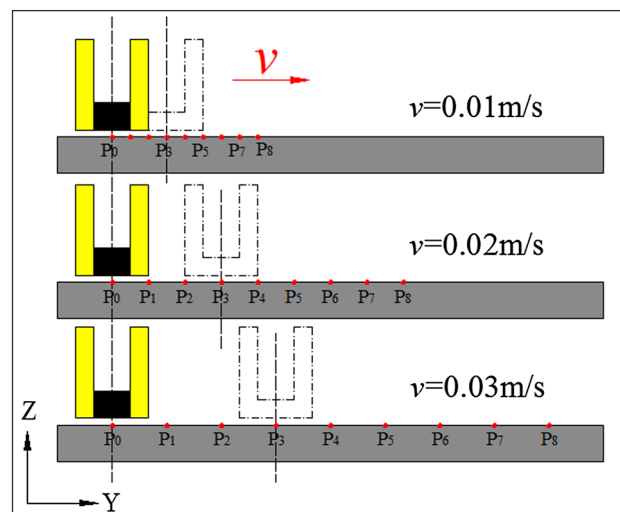 v
v=0.01m/s
P0 P3 P5 P7 P8
v=0.02m/s
P0 P1 P2 P3 P4 P5 P6 P7 P8
v=0.03m/s
P0 P1 P2 P3 P4 P5 P6 P7 P8
Z
Y